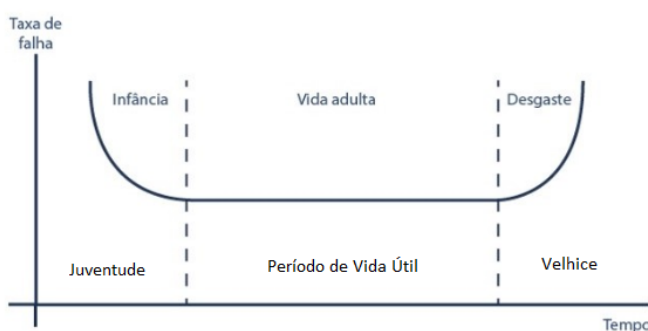 Taxa de
falha
Infância
Vida adulta
Desgaste
Juventude
Período de Vida Útil
Velhice
Tempo